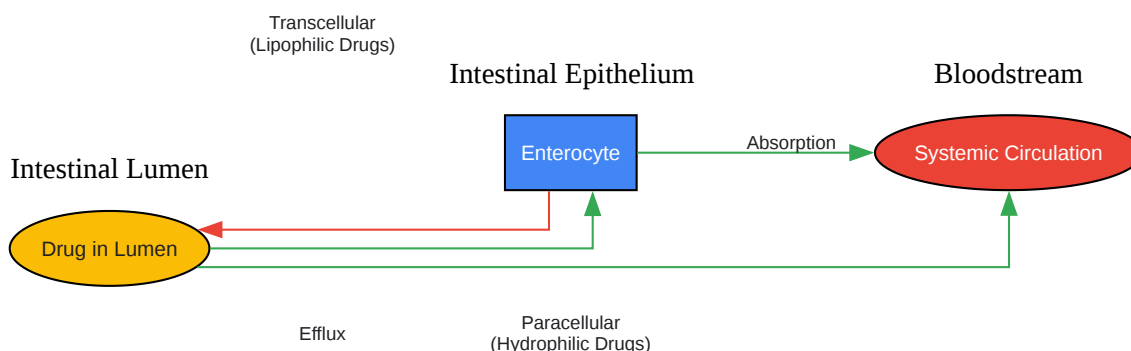 Transcellular
(Lipophilic Drugs)
Intestinal Epithelium
Bloodstream
Enterocyte
Absorption
Systemic Circulation
Intestinal Lumen
Drug in Lumen
Efflux
Paracellular
(Hydrophilic Drugs)